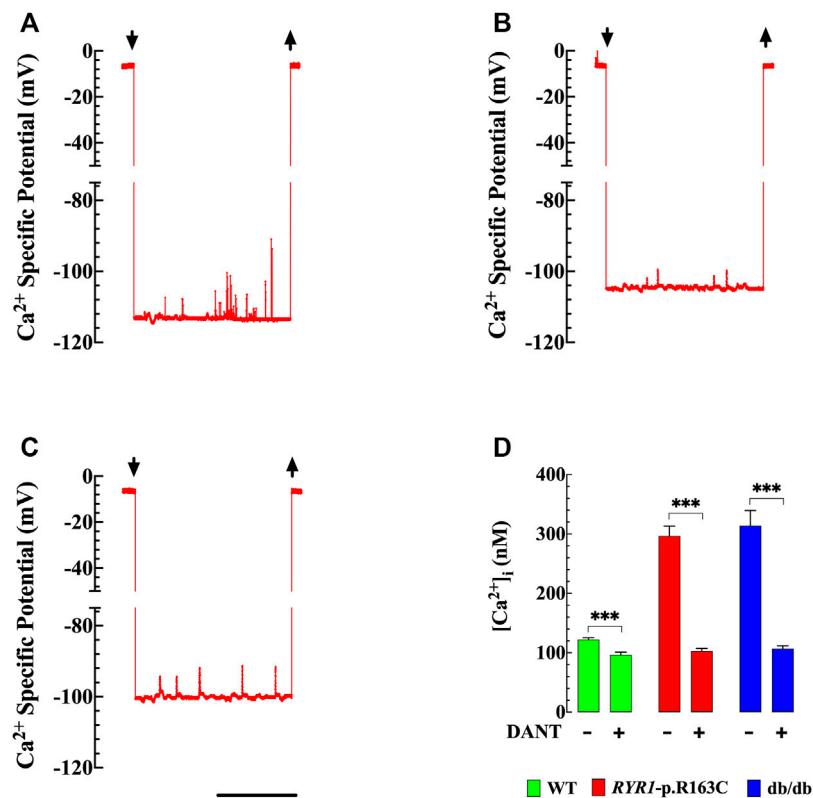 A
Ca2+ Specific Potential (mV)
0
-20
-40
-80
-100
-120
B
Ca2+ Specific Potential (mV)
0
-20
-40
-80
-100
-120
C
Ca2+ Specific Potential (mV)
0
-20
-40
-80
-100
-120
D
[Ca2+]i (nM)
400
300
200
100
0
***
***
***
DANT - + - + - +
WT RYR1-p.R163C db/db